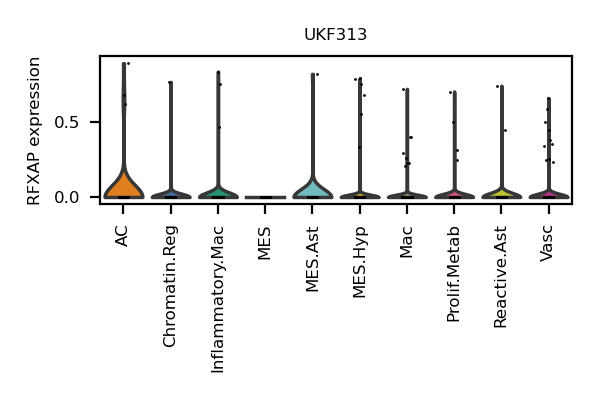 UKF313
RFXAP expression
0.5
0.0
AC
Chromatin.Reg
Inflammatory.Mac
MES
MES.Ast
MES.Hyp
Mac
Prolif.Metab
Reactive.Ast
Vasc